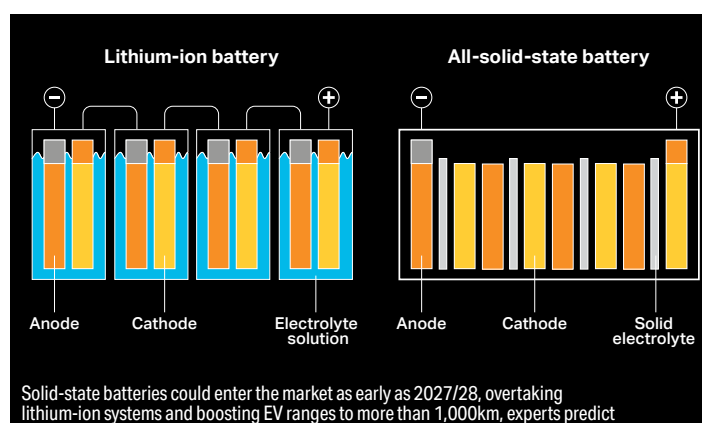 Lithium-ion battery
All-solid-state battery
− + − +
Anode
Cathode
Electrolyte
solution
Anode
Cathode
Solid
electrolyte
Solid-state batteries could enter the market as early as 2027/28, overtaking
lithium-ion systems and boosting EV ranges to more than 1,000km, experts predict